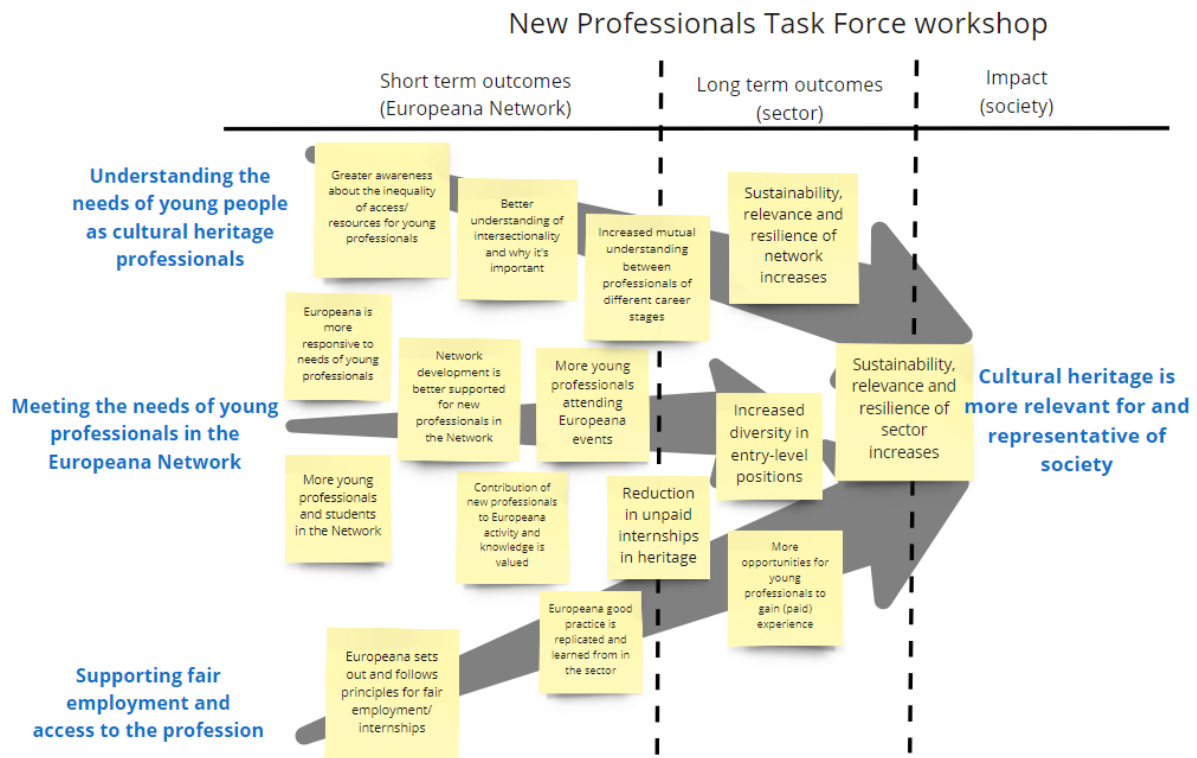 New Professionals Task Force workshop
Short term outcomes
(Europeana Network)
Long term outcomes
(sector)
Impact
(society)
Understanding the
needs of young people
as cultural heritage
professionals
Greater awareness
about the inequality
of access/
resources for young
professionals
Better
understanding of
intersectionality
and why it's
important
Increased mutual
understanding
between
professionals of
different career
stages
Sustainability,
relevance and
resilience of
network
increases
Europeana is
more
responsive to
needs of young
professionals
Meeting the needs of young
professionals in the
Europeana Network
Network
development is
better supported
for new
professionals in
the Network
More young
professionals
attending
Europeana
events
Increased
diversity in
entry-level
positions
Sustainability,
relevance and
resilience of
sector
increases
Cultural heritage is
more relevant for and
representative of
society
More young
professionals
and students
in the Network
Contribution of
new professionals
to Europeana
activity and
knowledge is
valued
Reduction
in unpaid
internships
in heritage
More
opportunities for
young
professionals to
gain (paid)
experience
Supporting fair
employment and
access to the profession
Europeana sets
out and follows
principles for fair
employment/
internships
Europeana good
practice is
replicated and
learned from in
the sector